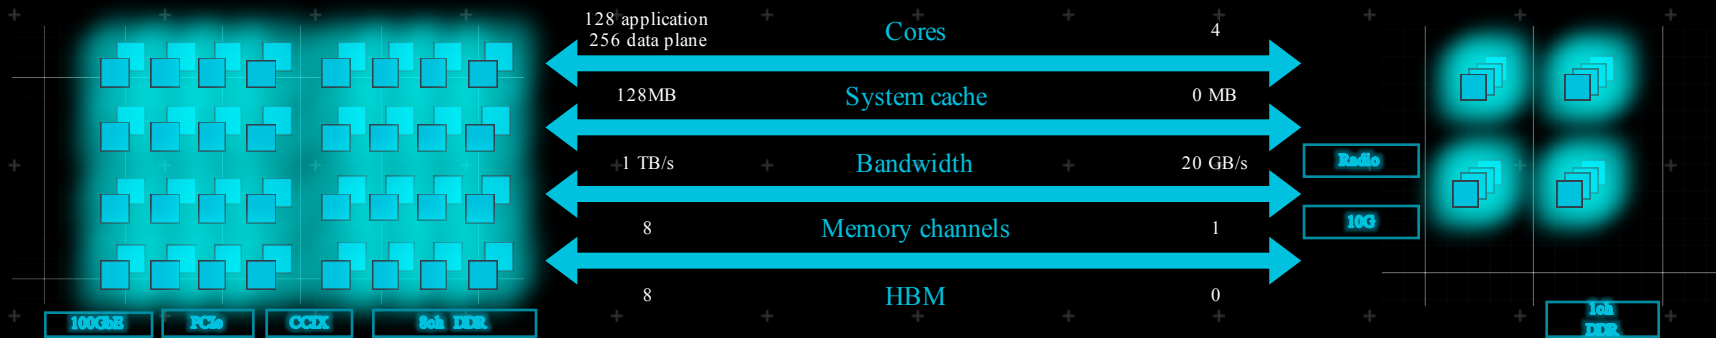 128 application
256 data plane
Cores
4
128MB
System cache
0 MB
1 TB/s
Bandwidth
20 GB/s
8
Memory channels
1
8
HBM
0
Radio
10G
100GbE
PCIe
CCIX
8ch DDR
1ch
DDR